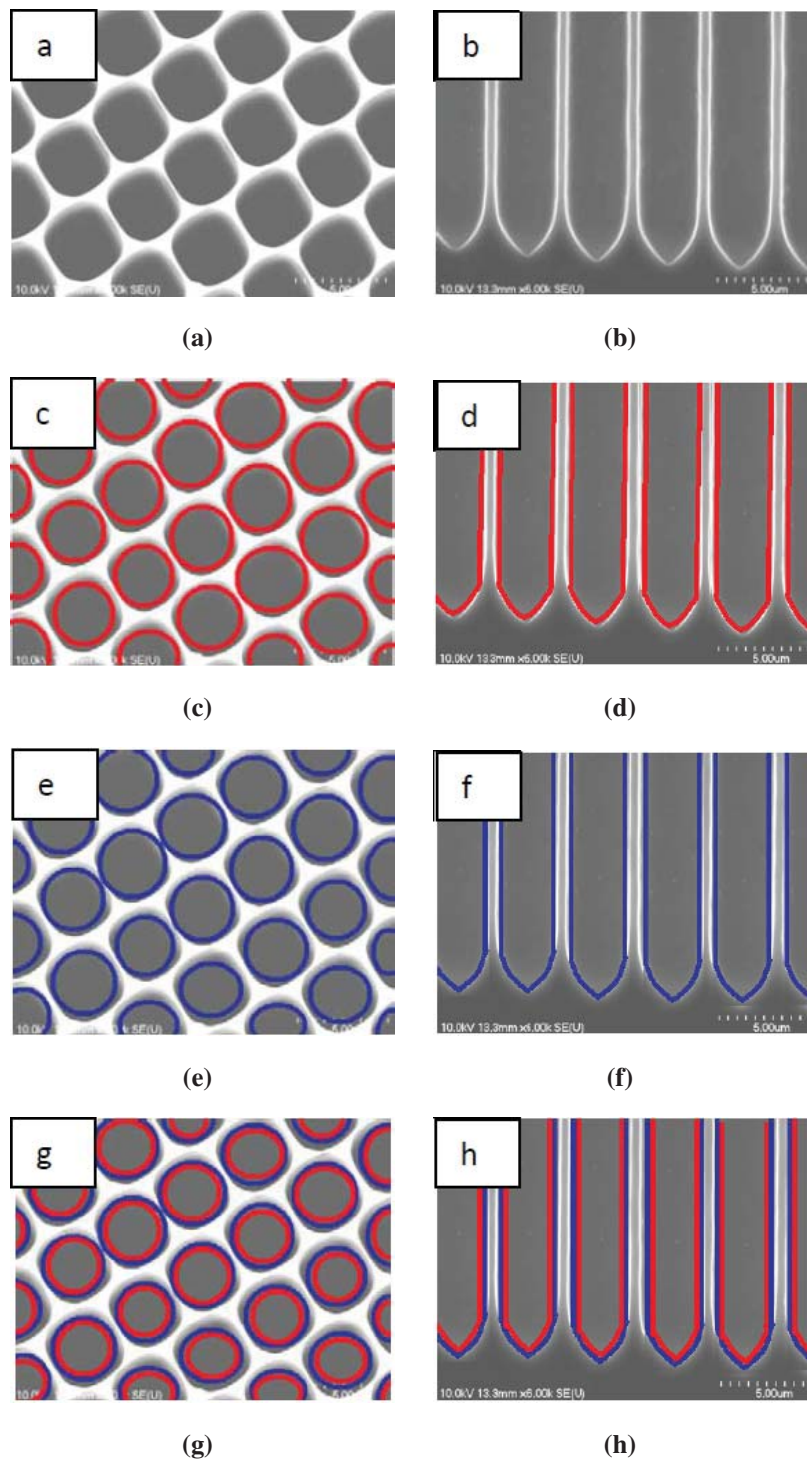 a
b
10.0kV 13.3mm x6.00k SE(U)
5.00um
(a)
(b)
c
d
10.0kV 13.3mm x6.00k SE(U)
5.00um
(c)
(d)
e
f
10.0kV 13.3mm x6.00k SE(U)
5.00um
(e)
(f)
g
h
10.0kV 13.3mm x6.00k SE(U)
5.00um
(g)
(h)